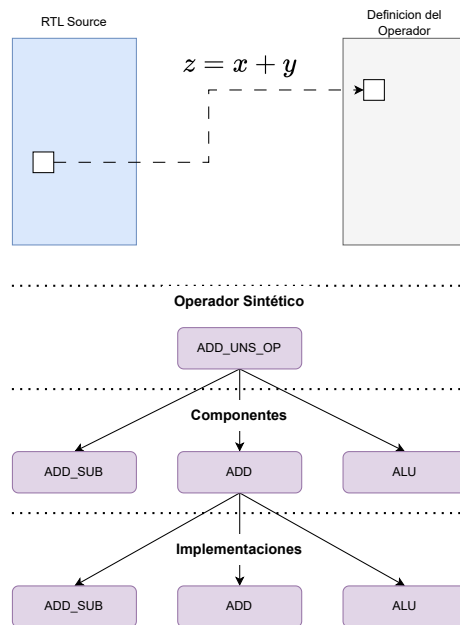 RTL Source
Definicion del
Operador
z = x + y
Operador Sintético
ADD_UNS_OP
Componentes
ADD_SUB
ADD
ALU
Implementaciones
ADD_SUB
ADD
ALU